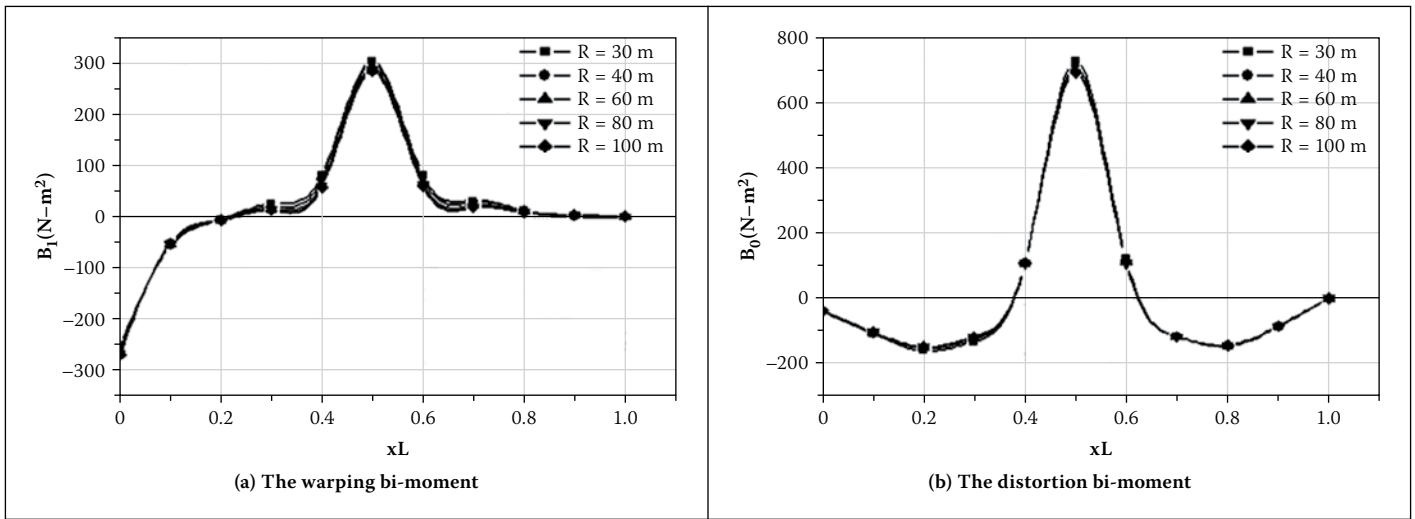 300
200
100
0
−100
−200
−300
B₁(N–m²)
0
0.2
0.4
0.6
0.8
1.0
xL
R = 30 m
R = 40 m
R = 60 m
R = 80 m
R = 100 m
(a) The warping bi-moment
800
600
400
200
0
−200
B₀(N–m²)
0
0.2
0.4
0.6
0.8
1.0
xL
R = 30 m
R = 40 m
R = 60 m
R = 80 m
R = 100 m
(b) The distortion bi-moment